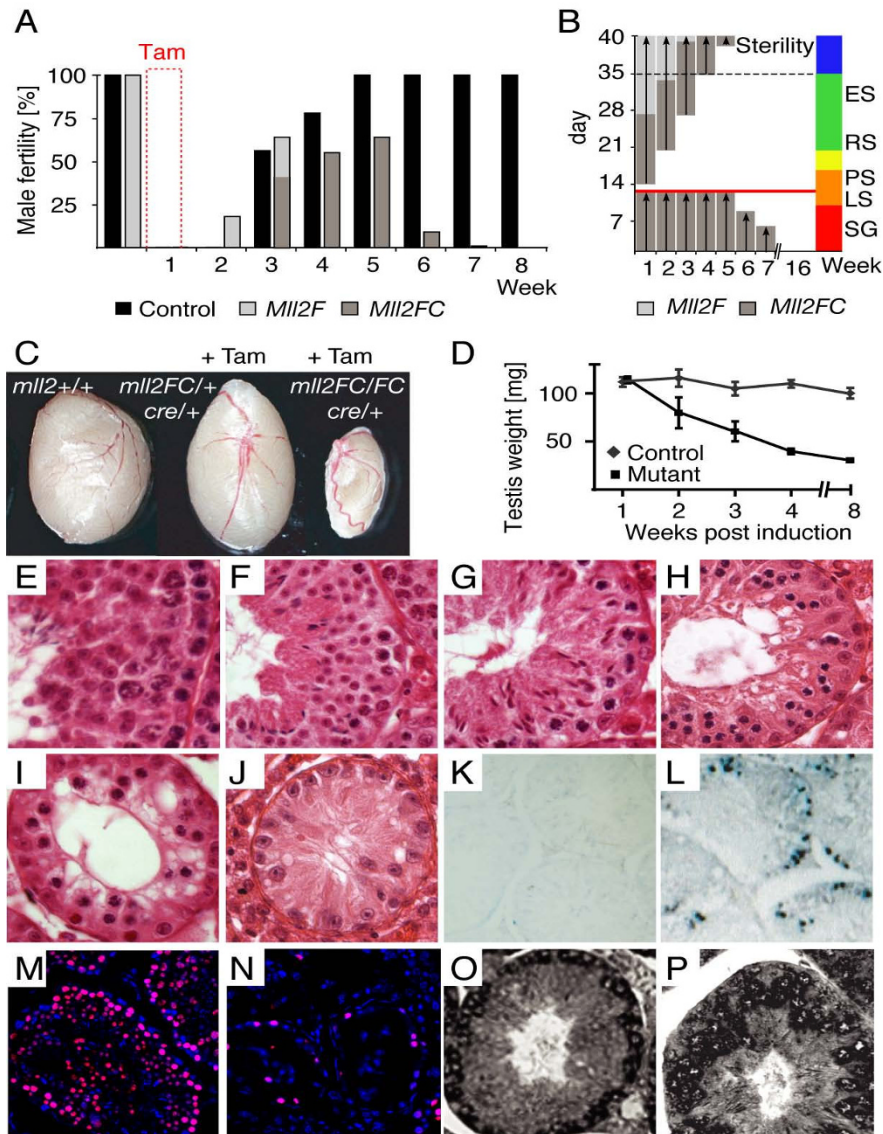 A
Tam
Male fertility [%]
100
75
50
25
1 2 3 4 5 6 7 8
Week
Control Mll2F Mll2FC
B
day
40
35
28
21
14
7
Sterility
ES
RS
PS
LS
SG
1 2 3 4 5 6 7 16 Week
Mll2F Mll2FC
C
+ Tam + Tam
mll2+/+ mll2FC/+ mll2FC/FC
cre/+ cre/+
D
Testis weight [mg]
100
50
Control
Mutant
1 2 3 4 8
Weeks post induction
E F G H
I J K L
M N O P